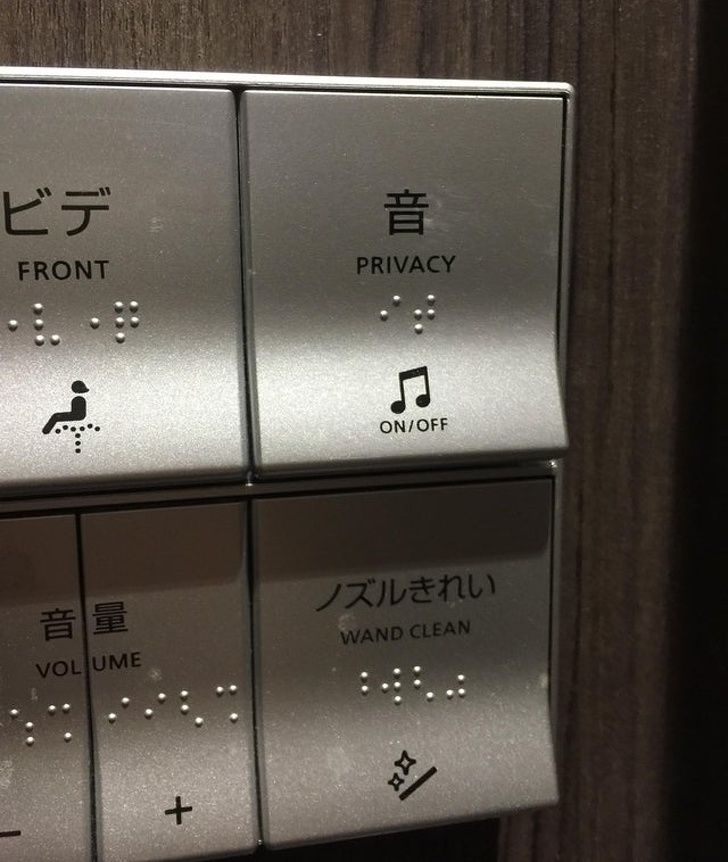 ビデ
FRONT
音
PRIVACY
ON/OFF
音量
VOLUME
-
+
ノズルきれい
WAND CLEAN